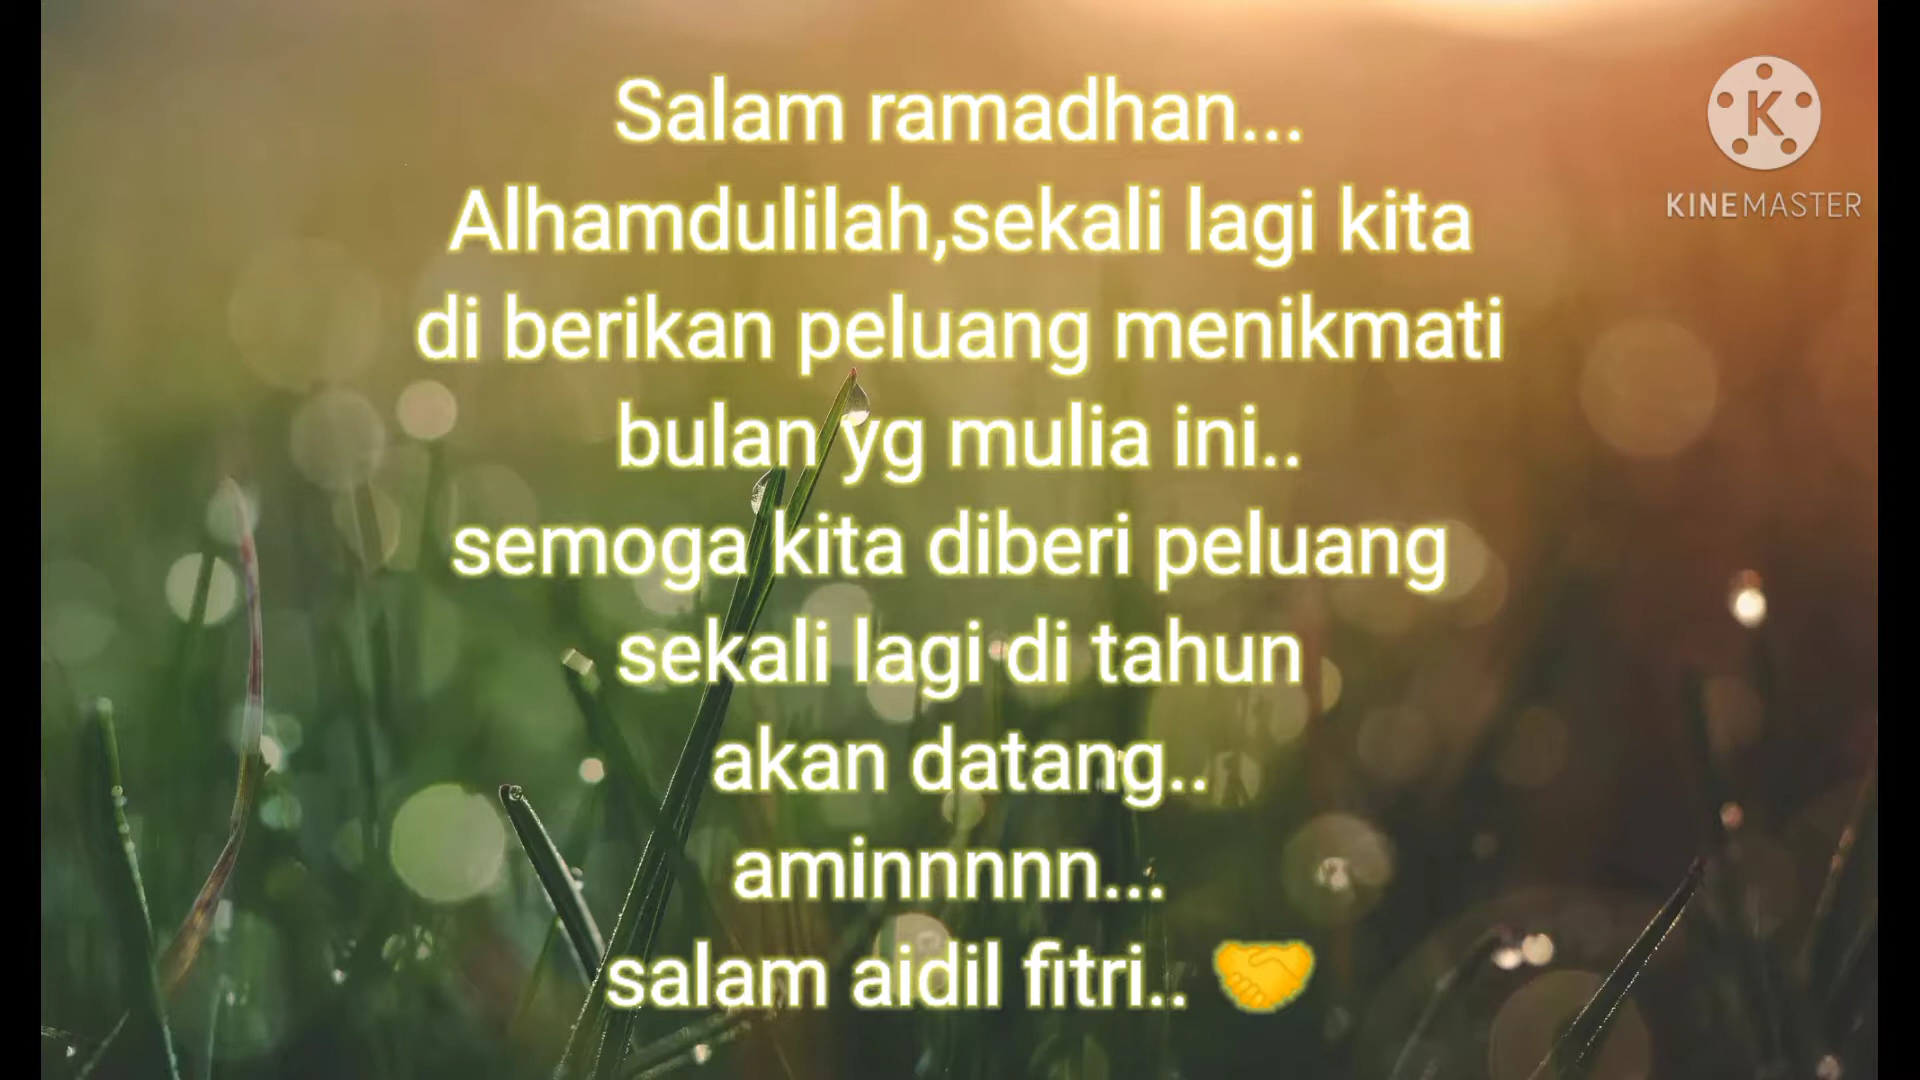 Salam ramadhan...
Alhamdulilah,sekali lagi kita
di berikan peluang menikmati
bulan yg mulia ini..
semoga kita diberi peluang
sekali lagi di tahun
akan datang..
aminnnnn...
salam aidil fitri.. 🤝
K
KINEMASTER